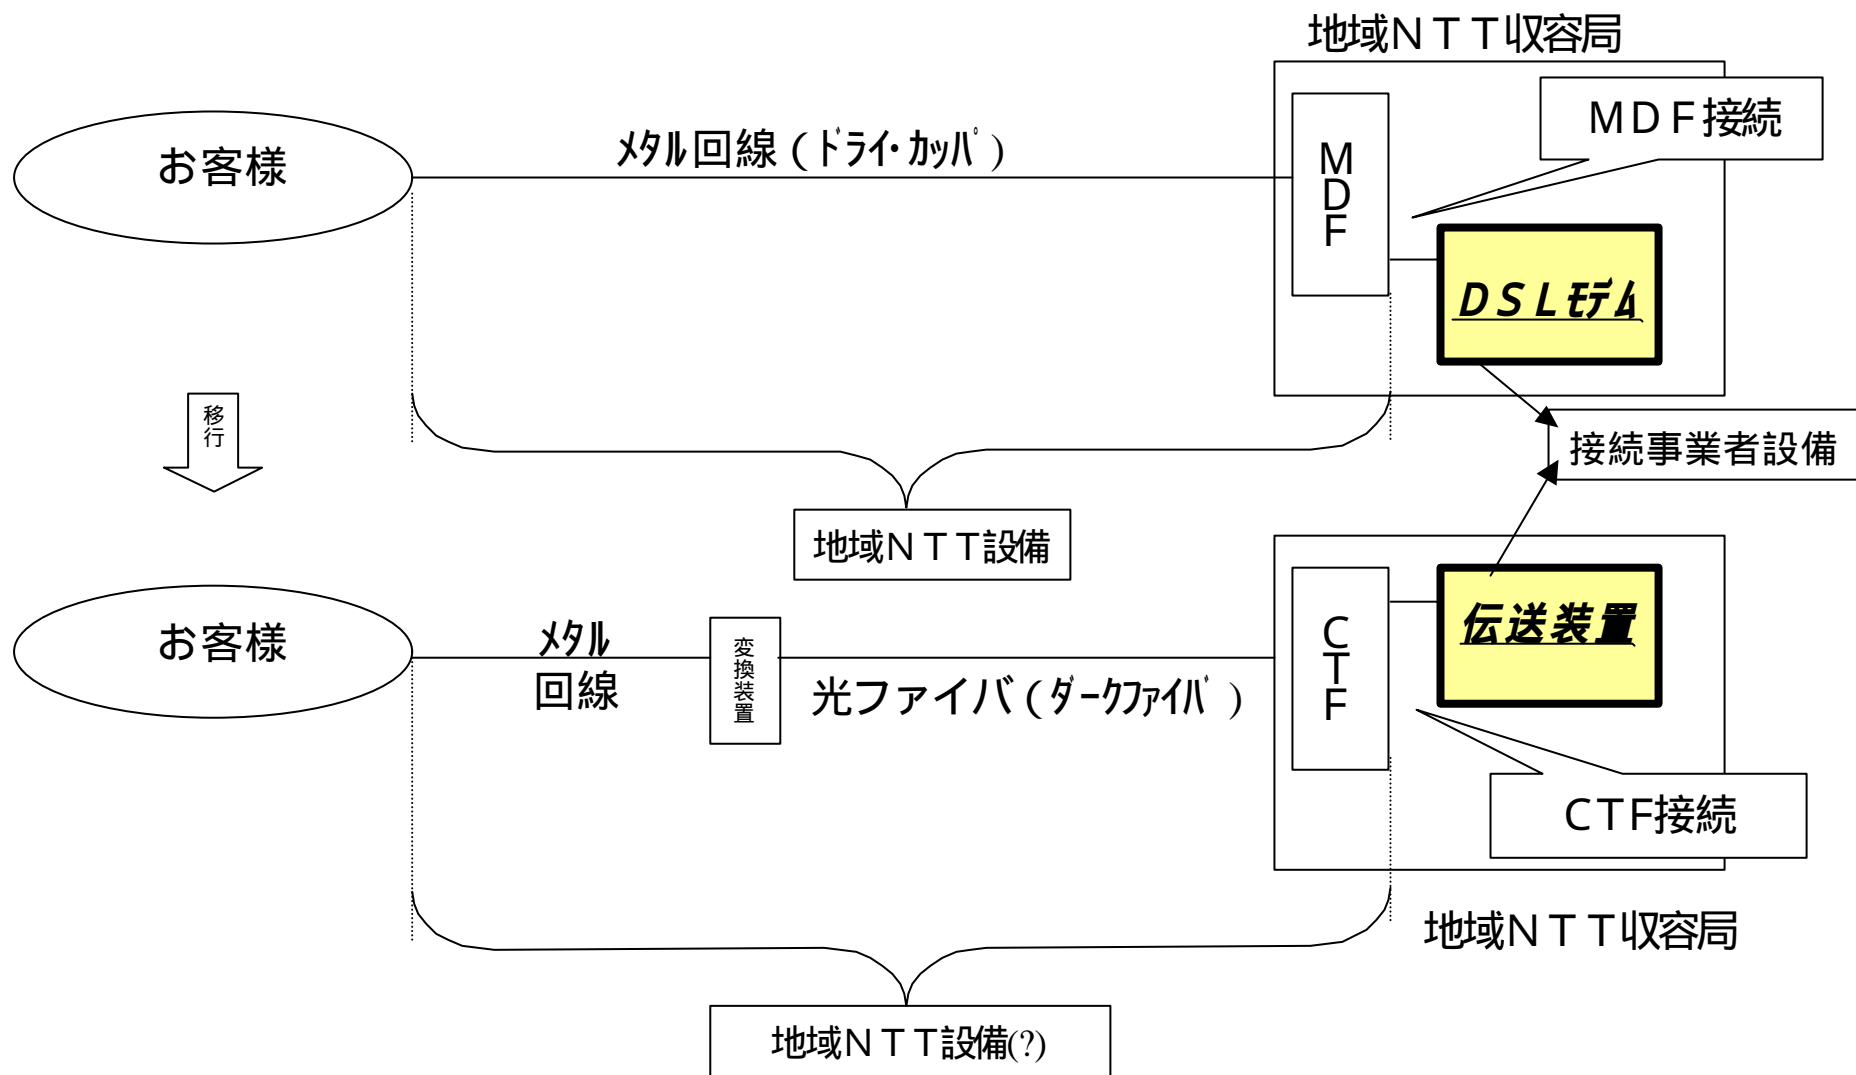 地域ＮＴＴ収容局
ＭＤＦ接続
お客様
ﾒﾀﾙ回線（ﾄﾞﾗｲ・ｶｯﾊﾟ）
ＭＤＦ
ＤＳＬﾓﾃﾞﾑ
移行
接続事業者設備
地域ＮＴＴ設備
お客様
ﾒﾀﾙ
回線
変換装置
光ファイバ（ﾀﾞｰｸﾌｧｲﾊﾞ）
ＣＴＦ
伝送装置
ＣＴＦ接続
地域ＮＴＴ収容局
地域ＮＴＴ設備(?)